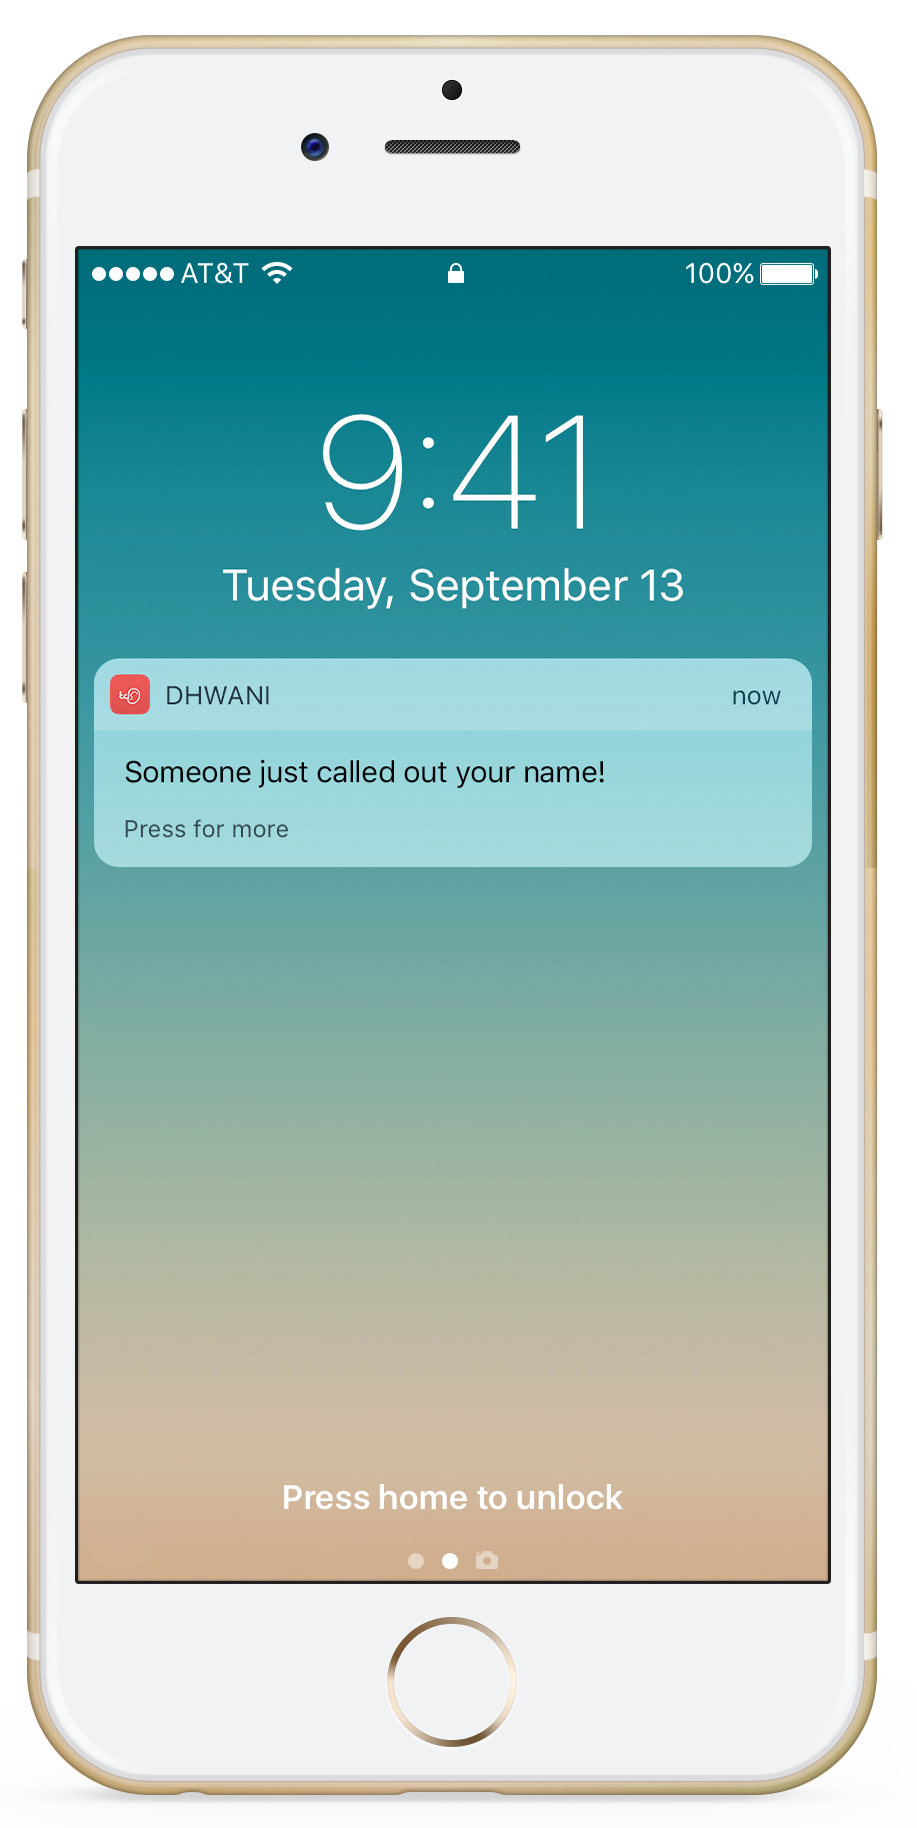 AT&T 100%
9:41
Tuesday, September 13
DHWANI now
Someone just called out your name!
Press for more
Press home to unlock